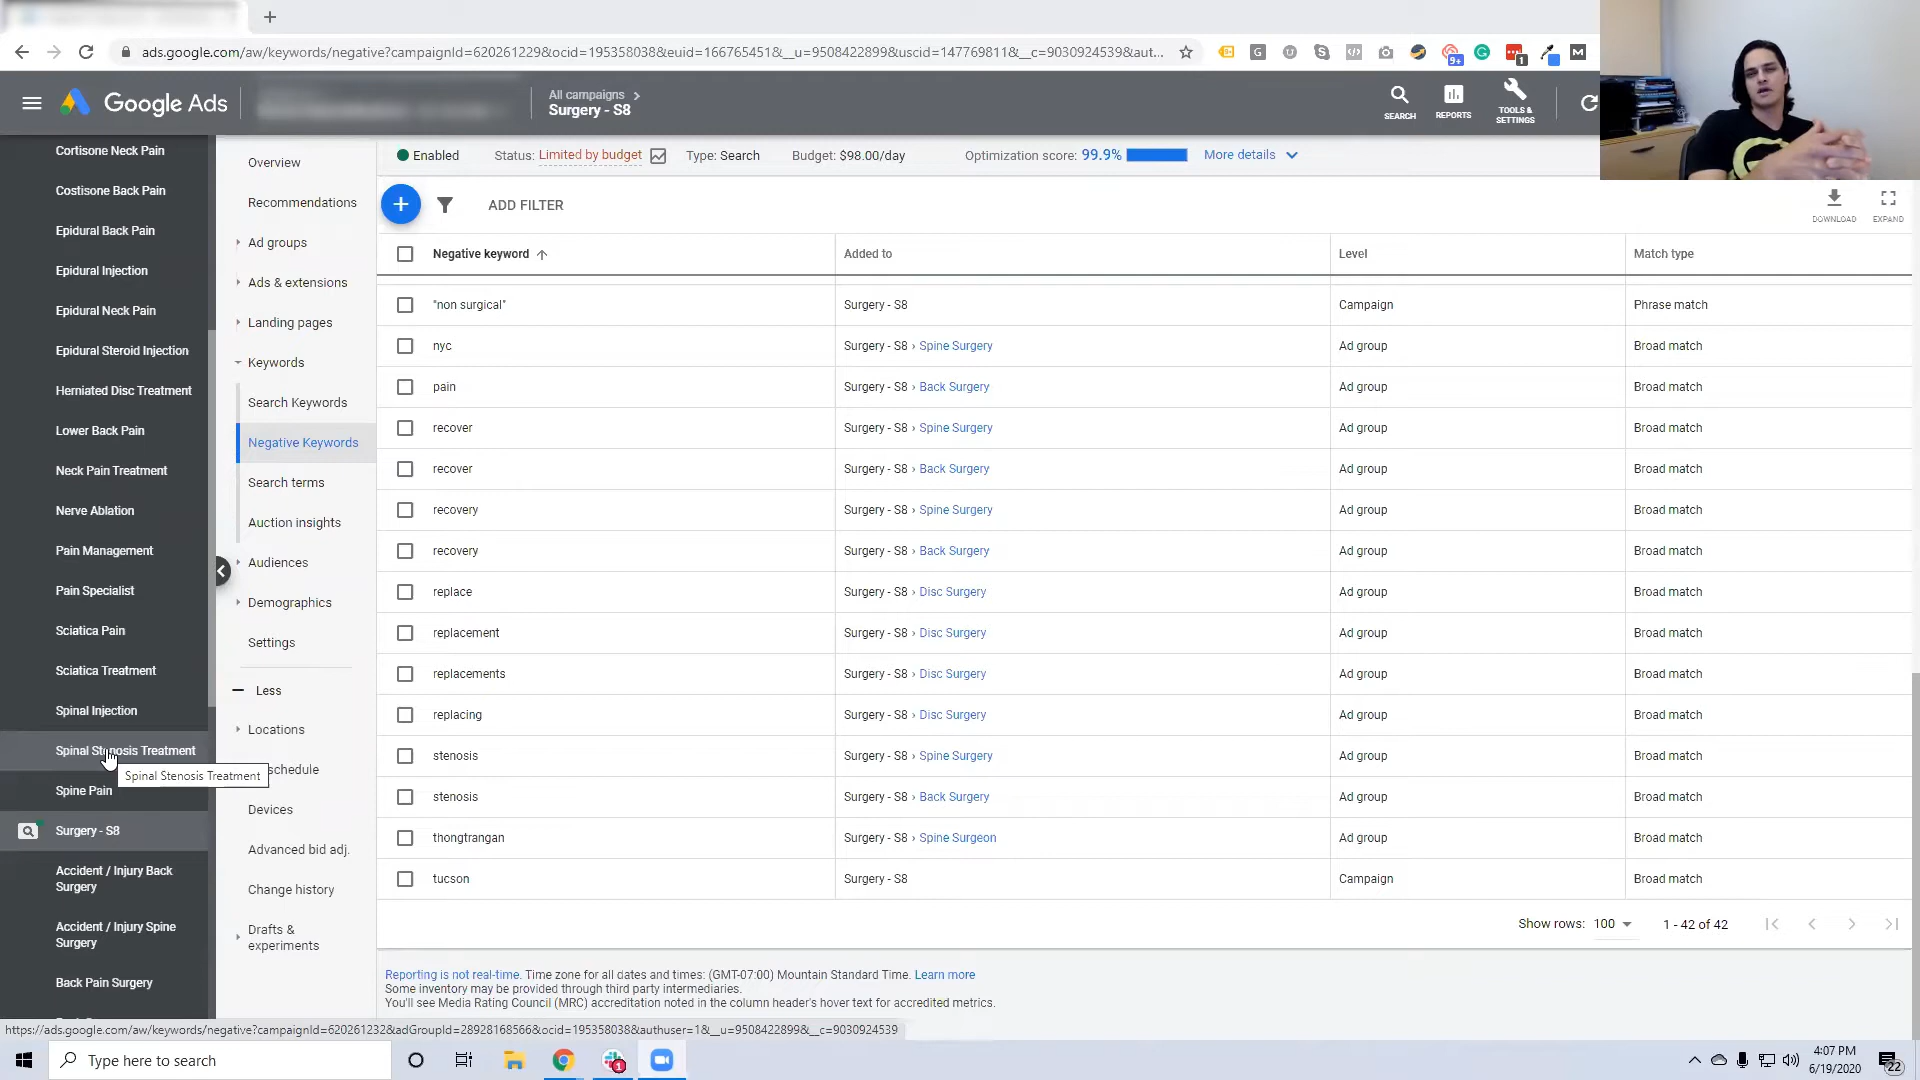 ads.google.com/aw/keywords/negative?campaignId=620261229&ocid=195358038&euid=166765451&__u=9508422899&uscid=147769811&__c=9030924539&aut...
9+
1
Google Ads
All campaigns
Surgery - S8
SEARCH
REPORTS
TOOLS &
SETTINGS
Cortisone Neck Pain
Costisone Back Pain
Epidural Back Pain
Epidural Injection
Epidural Neck Pain
Epidural Steroid Injection
Herniated Disc Treatment
Lower Back Pain
Neck Pain Treatment
Nerve Ablation
Pain Management
Pain Specialist
Sciatica Pain
Sciatica Treatment
Spinal Injection
Spinal Stenosis Treatment
Spinal Stenosis Treatment
Spine Pain
Surgery - S8
Accident / Injury Back
Surgery
Accident / Injury Spine
Surgery
Back Pain Surgery
Overview
Recommendations
Ad groups
Ads & extensions
Landing pages
Keywords
Search Keywords
Negative Keywords
Search terms
Auction insights
Audiences
Demographics
Settings
Less
Locations
schedule
Devices
Advanced bid adj.
Change history
Drafts &
experiments
Enabled Status: Limited by budget Type: Search Budget: $98.00/day Optimization score: 99.9% More details
ADD FILTER
DOWNLOAD
EXPAND
Negative keyword Added to Level Match type
"non surgical" Surgery - S8 Campaign Phrase match
nyc Surgery - S8 › Spine Surgery Ad group Broad match
pain Surgery - S8 › Back Surgery Ad group Broad match
recover Surgery - S8 › Spine Surgery Ad group Broad match
recover Surgery - S8 › Back Surgery Ad group Broad match
recovery Surgery - S8 › Spine Surgery Ad group Broad match
recovery Surgery - S8 › Back Surgery Ad group Broad match
replace Surgery - S8 › Disc Surgery Ad group Broad match
replacement Surgery - S8 › Disc Surgery Ad group Broad match
replacements Surgery - S8 › Disc Surgery Ad group Broad match
replacing Surgery - S8 › Disc Surgery Ad group Broad match
stenosis Surgery - S8 › Spine Surgery Ad group Broad match
stenosis Surgery - S8 › Back Surgery Ad group Broad match
thongtrangan Surgery - S8 › Spine Surgeon Ad group Broad match
tucson Surgery - S8 Campaign Broad match
Show rows: 100 1 - 42 of 42
Reporting is not real-time. Time zone for all dates and times: (GMT-07:00) Mountain Standard Time. Learn more
Some inventory may be provided through third party intermediaries.
You'll see Media Rating Council (MRC) accreditation noted in the column header's hover text for accredited metrics.
https://ads.google.com/aw/keywords/negative?campaignId=620261232&adGroupId=28928168566&ocid=195358038&authuser=1&__u=9508422899&__c=9030924539
Type here to search
1
4:07 PM
6/19/2020
22